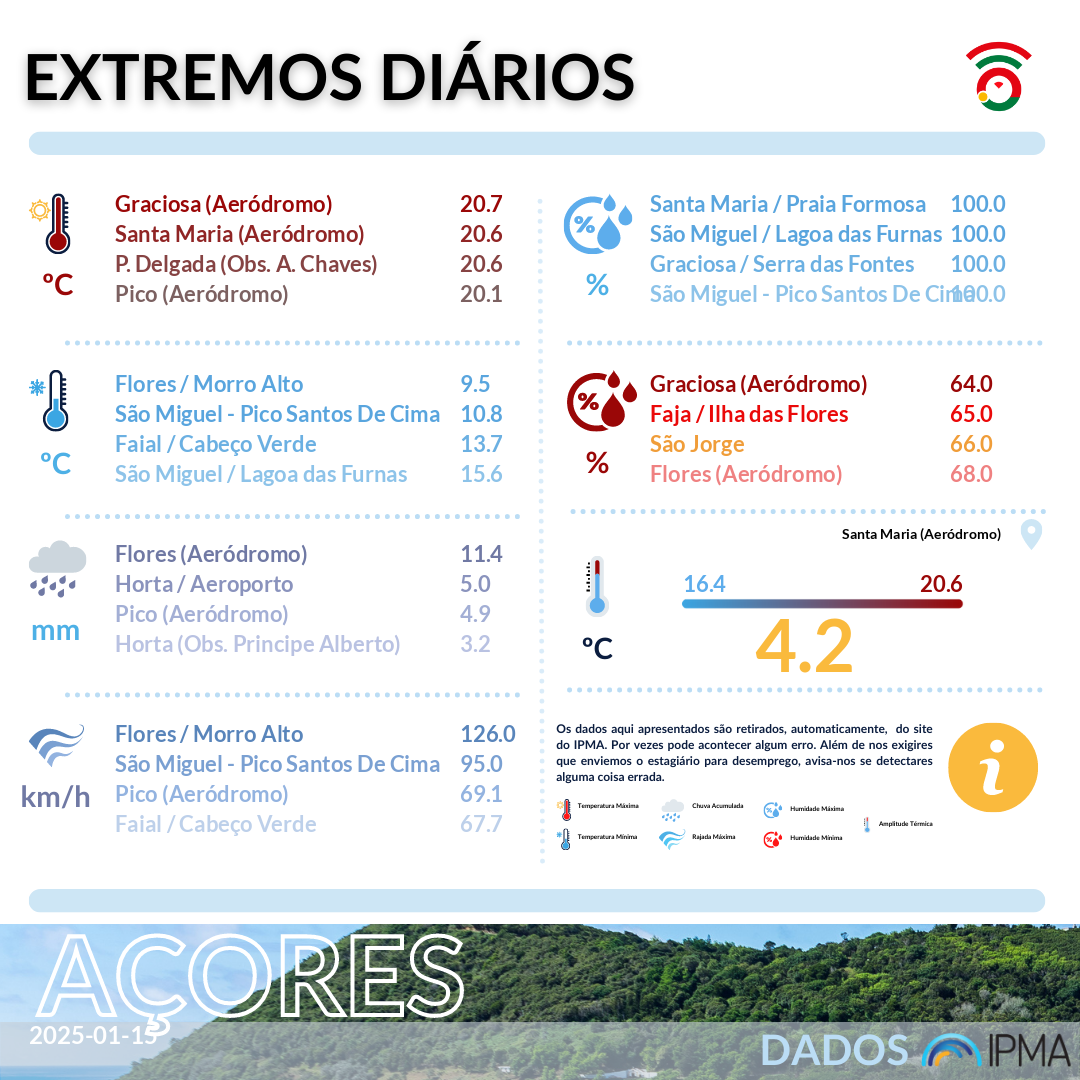 EXTREMOS DIÁRIOS
Graciosa (Aeródromo) 20.7
Santa Maria (Aeródromo) 20.6
P. Delgada (Obs. A. Chaves) 20.6
Pico (Aeródromo) 20.1
ºC
Flores / Morro Alto 9.5
São Miguel - Pico Santos De Cima 10.8
Faial / Cabeço Verde 13.7
São Miguel / Lagoa das Furnas 15.6
ºC
Flores (Aeródromo) 11.4
Horta / Aeroporto 5.0
Pico (Aeródromo) 4.9
Horta (Obs. Principe Alberto) 3.2
mm
Flores / Morro Alto 126.0
São Miguel - Pico Santos De Cima 95.0
Pico (Aeródromo) 69.1
Faial / Cabeço Verde 67.7
km/h
%
Santa Maria / Praia Formosa 100.0
São Miguel / Lagoa das Furnas 100.0
Graciosa / Serra das Fontes 100.0
São Miguel - Pico Santos De Cima 100.0
%
%
Graciosa (Aeródromo) 64.0
Faja / Ilha das Flores 65.0
São Jorge 66.0
Flores (Aeródromo) 68.0
%
Santa Maria (Aeródromo)
16.4 20.6
4.2
ºC
Os dados aqui apresentados são retirados, automaticamente, do site
do IPMA. Por vezes pode acontecer algum erro. Além de nos exigires
que enviemos o estagiário para desemprego, avisa-nos se detectares
alguma coisa errada.
i
Temperatura Máxima Chuva Acumulada Humidade Máxima
Amplitude Térmica
Temperatura Mínima Rajada Máxima Humidade Mínima
AÇORES
2025-01-15
DADOS IPMA